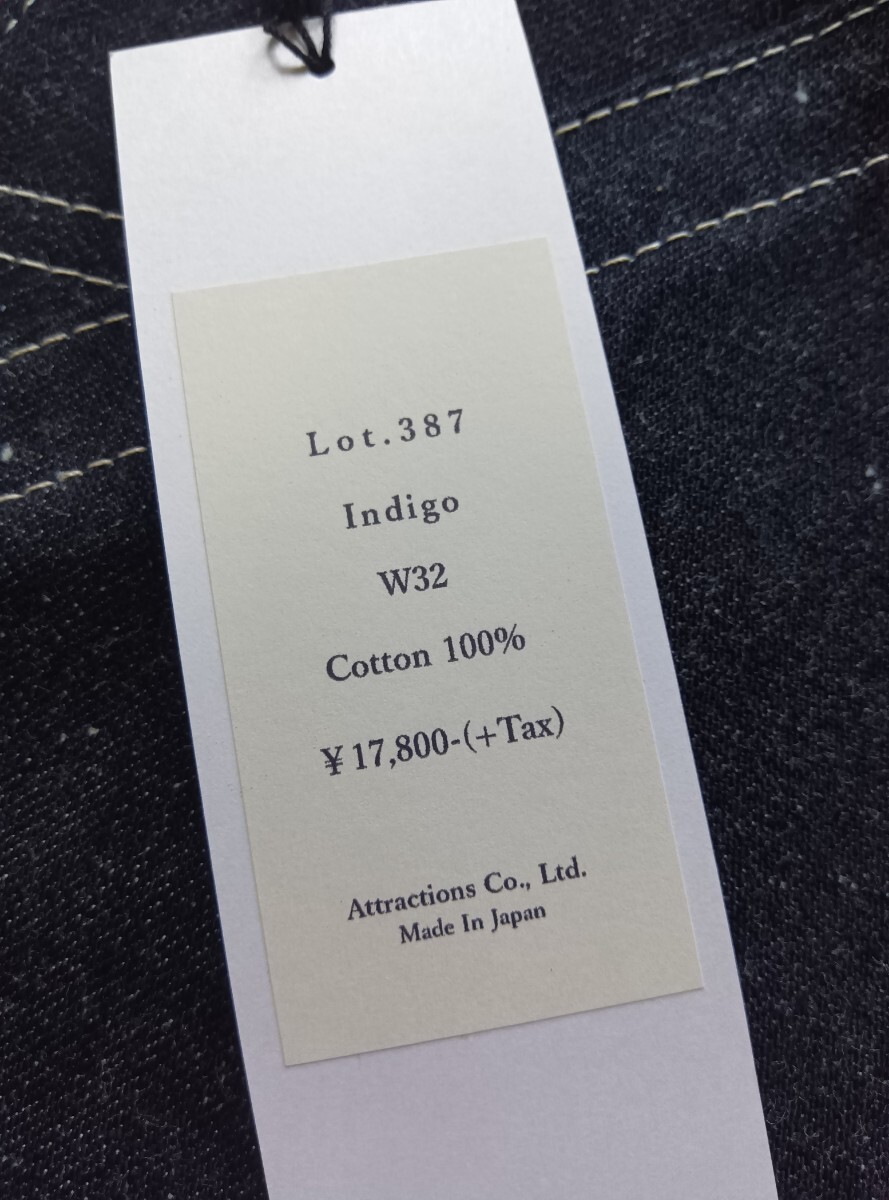 Lot.387
Indigo
W32
Cotton 100%
¥17,800-(+Tax)
Attractions Co., Ltd.
Made In Japan